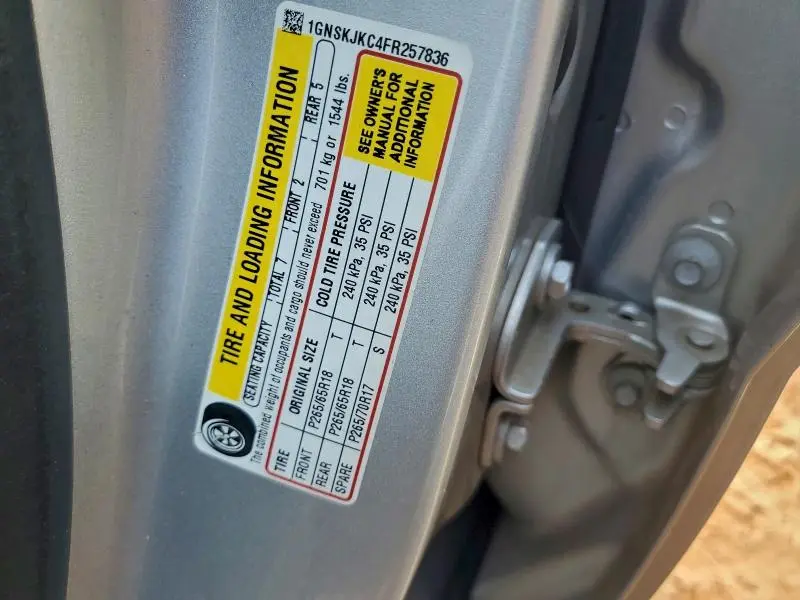 1GNSKJKC4FR257836
TIRE AND LOADING INFORMATION
SEATING CAPACITY TOTAL 7 FRONT 2 REAR 5
The combined weight of occupants and cargo should never exceed 701 kg or 1544 lbs.
TIRE ORIGINAL SIZE COLD TIRE PRESSURE
FRONT P265/65R18 T 240 kPa, 35 PSI
REAR P265/65R18 T 240 kPa, 35 PSI
SPARE P265/70R17 S 240 kPa, 35 PSI
SEE OWNER'S
MANUAL FOR
ADDITIONAL
INFORMATION